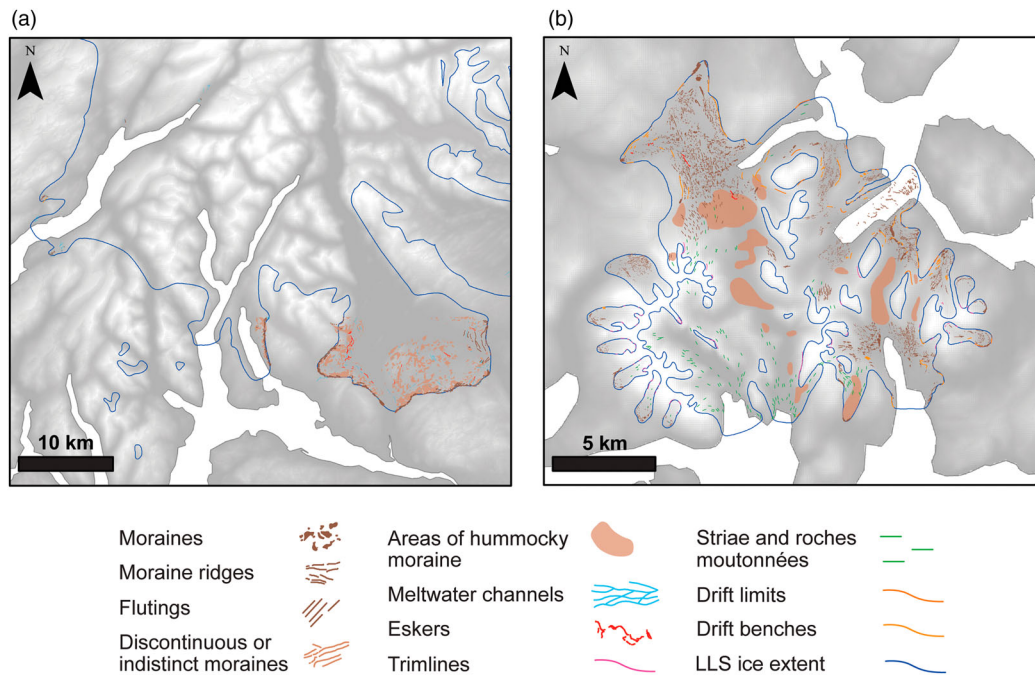 (a)
(b)
N
N
10 km
5 km
Moraines
Moraine ridges
Flutings
Discontinuous or
indistinct moraines
Areas of hummocky
moraine
Meltwater channels
Eskers
Trimlines
Striae and roches
moutonnées
Drift limits
Drift benches
LLS ice extent